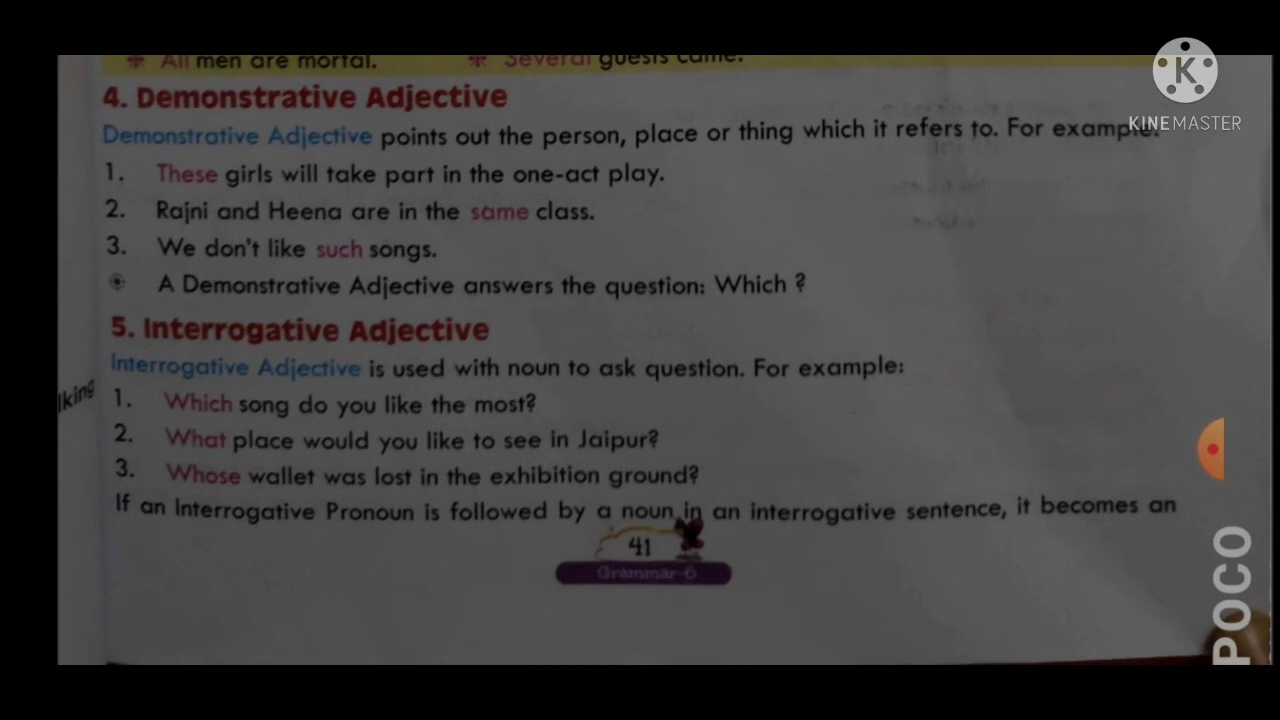 All men are mortal. Several guests came.
4. Demonstrative Adjective
Demonstrative Adjective points out the person, place or thing which it refers to. For example:
1. These girls will take part in the one-act play.
2. Rajni and Heena are in the same class.
3. We don't like such songs.
A Demonstrative Adjective answers the question: Which ?
5. Interrogative Adjective
Interrogative Adjective is used with noun to ask question. For example:
lking
1. Which song do you like the most?
2. What place would you like to see in Jaipur?
3. Whose wallet was lost in the exhibition ground?
If an Interrogative Pronoun is followed by a noun in an interrogative sentence, it becomes an
41
Grammar-6
K
KINEMASTER
POCO